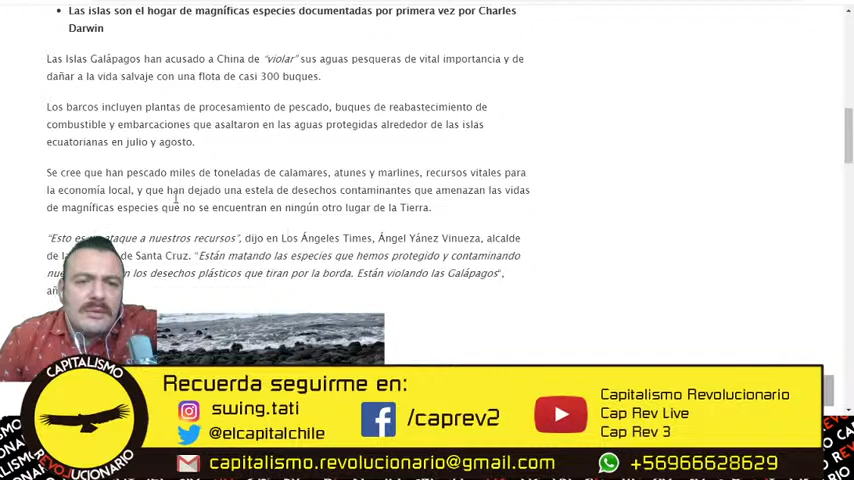 Las islas son el hogar de magníficas especies documentadas por primera vez por Charles
Darwin
Las Islas Galápagos han acusado a China de “violar” sus aguas pesqueras de vital importancia y de
dañar a la vida salvaje con una flota de casi 300 buques.
Los barcos incluyen plantas de procesamiento de pescado, buques de reabastecimiento de
combustible y embarcaciones que asaltaron en las aguas protegidas alrededor de las islas
ecuatorianas en julio y agosto.
Se cree que han pescado miles de toneladas de calamares, atunes y marlines, recursos vitales para
la economía local, y que han dejado una estela de desechos contaminantes que amenazan las vidas
de magníficas especies que no se encuentran en ningún otro lugar de la Tierra.
“Esto es un ataque a nuestros recursos”, dijo en Los Ángeles Times, Ángel Yánez Vinueza, alcalde
de Santa Cruz. “Están matando las especies que hemos protegido y contaminando
los desechos plásticos que tiran por la borda. Están violando las Galápagos“,
CAPITALISMO
REVOLUCIONARIO
Recuerda seguirme en:
swing.tati
@elcapitalchile
/caprev2
Capitalismo Revolucionario
Cap Rev Live
Cap Rev 3
capitalismo.revolucionario@gmail.com
+56966628629